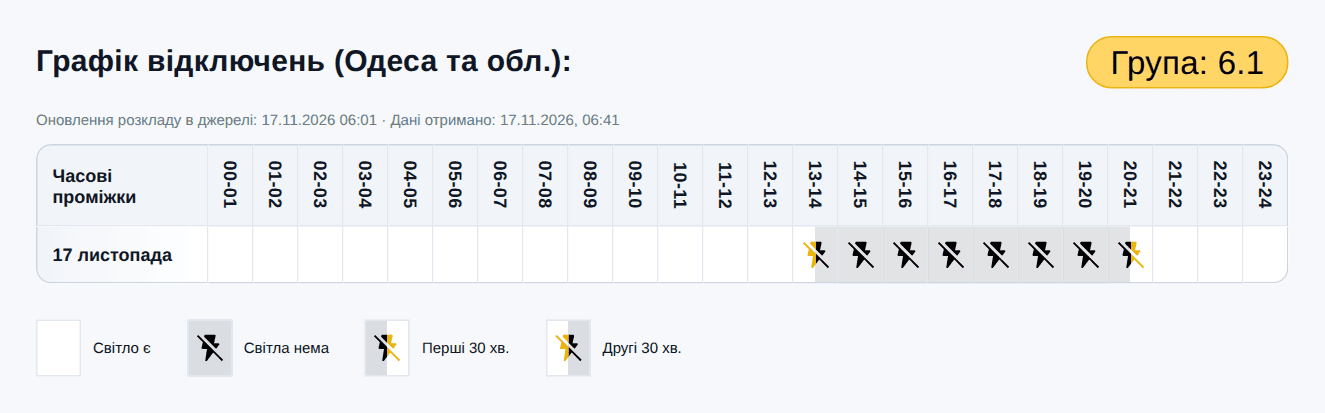 Графік відключень (Одеса та обл.):
Група: 6.1
Оновлення розкладу в джерелі: 17.11.2026 06:01 · Дані отримано: 17.11.2026, 06:41
Часові
проміжки
00-01
01-02
02-03
03-04
04-05
05-06
06-07
07-08
08-09
09-10
10-11
11-12
12-13
13-14
14-15
15-16
16-17
17-18
18-19
19-20
20-21
21-22
22-23
23-24
17 листопада
Світло є
Світла нема
Перші 30 хв.
Другі 30 хв.